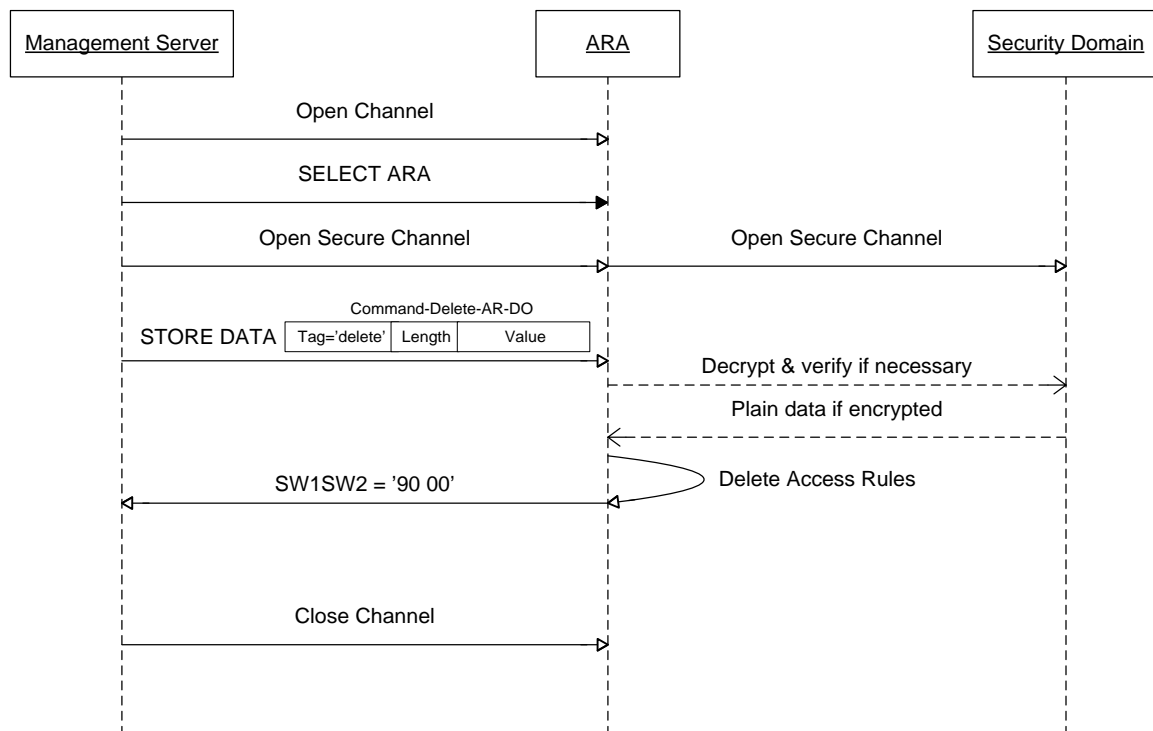 Management Server
ARA
Security Domain
Open Channel
SELECT ARA
Open Secure Channel
Open Secure Channel
Command-Delete-AR-DO
STORE DATA
Tag='delete'
Length
Value
Decrypt & verify if necessary
Plain data if encrypted
Delete Access Rules
SW1SW2 = '90 00'
Close Channel